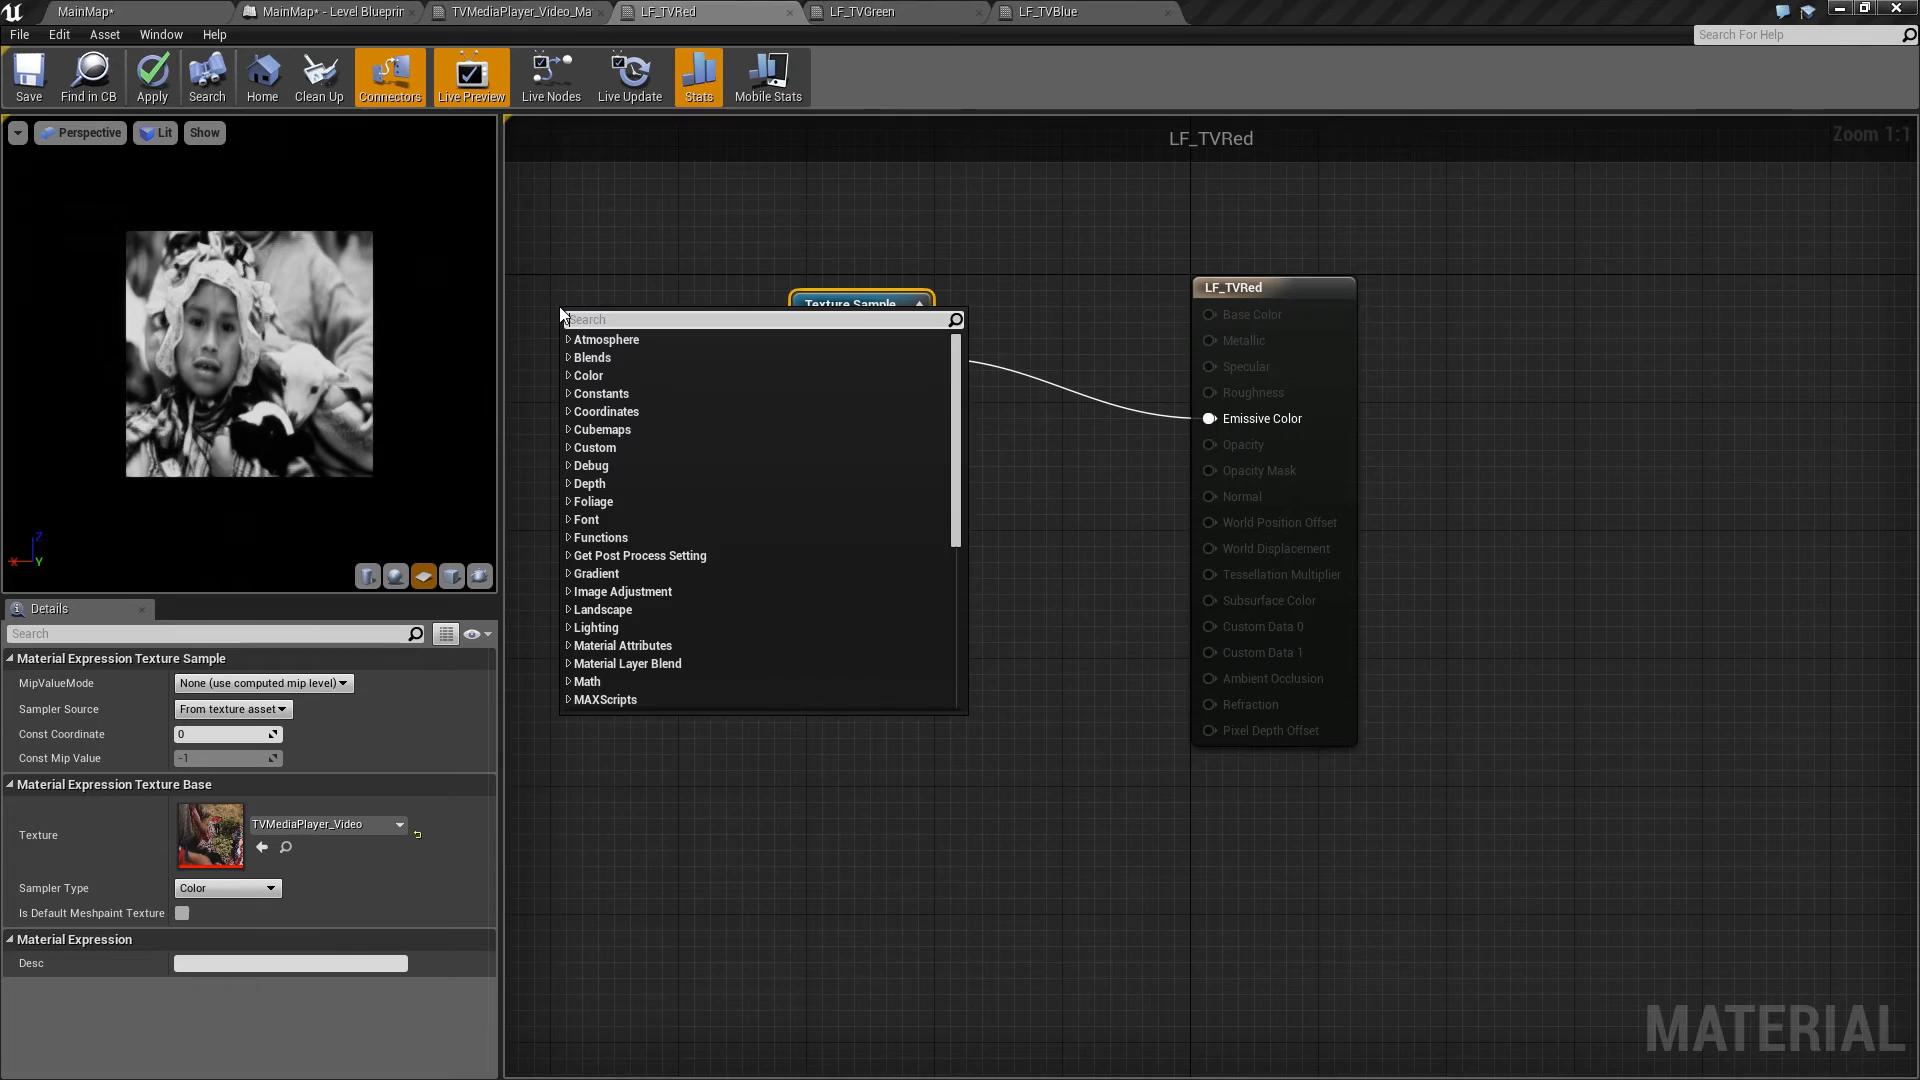 MainMap*
MainMap* - Level Blueprin
TVMediaPlayer_Video_Ma
LF_TVRed
LF_TVGreen
LF_TVBlue
File
Edit
Asset
Window
Help
Search For Help
Save
Find in CB
Apply
Search
Home
Clean Up
Connectors
Live Preview
Live Nodes
Live Update
Stats
Mobile Stats
Perspective
Lit
Show
LF_TVRed
Zoom 1:1
Texture Sample
Search
Atmosphere
Blends
Color
Constants
Coordinates
Cubemaps
Custom
Debug
Depth
Foliage
Font
Functions
Get Post Process Setting
Gradient
Image Adjustment
Landscape
Lighting
Material Attributes
Material Layer Blend
Math
MAXScripts
LF_TVRed
Base Color
Metallic
Specular
Roughness
Emissive Color
Opacity
Opacity Mask
Normal
World Position Offset
World Displacement
Tessellation Multiplier
Subsurface Color
Custom Data 0
Custom Data 1
Ambient Occlusion
Refraction
Pixel Depth Offset
Z
X
Y
Details
Search
Material Expression Texture Sample
MipValueMode
None (use computed mip level)
Sampler Source
From texture asset
Const Coordinate
0
Const Mip Value
-1
Material Expression Texture Base
Texture
TVMediaPlayer_Video
Sampler Type
Color
Is Default Meshpaint Texture
Material Expression
Desc
MATERIAL